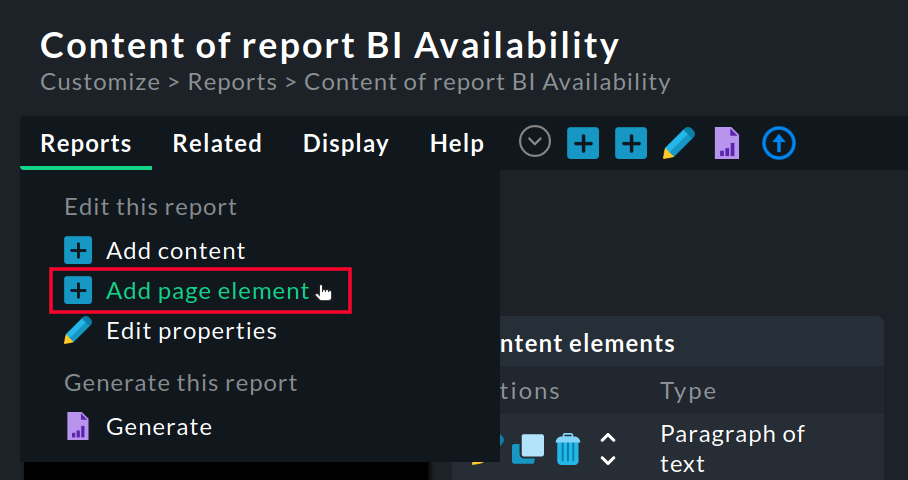 Content of report BI Availability
Customize > Reports > Content of report BI Availability
Reports Related Display Help
Edit this report
Add content
Add page element
Edit properties
Generate this report
Generate
ntent elements
tions Type
Paragraph of
text